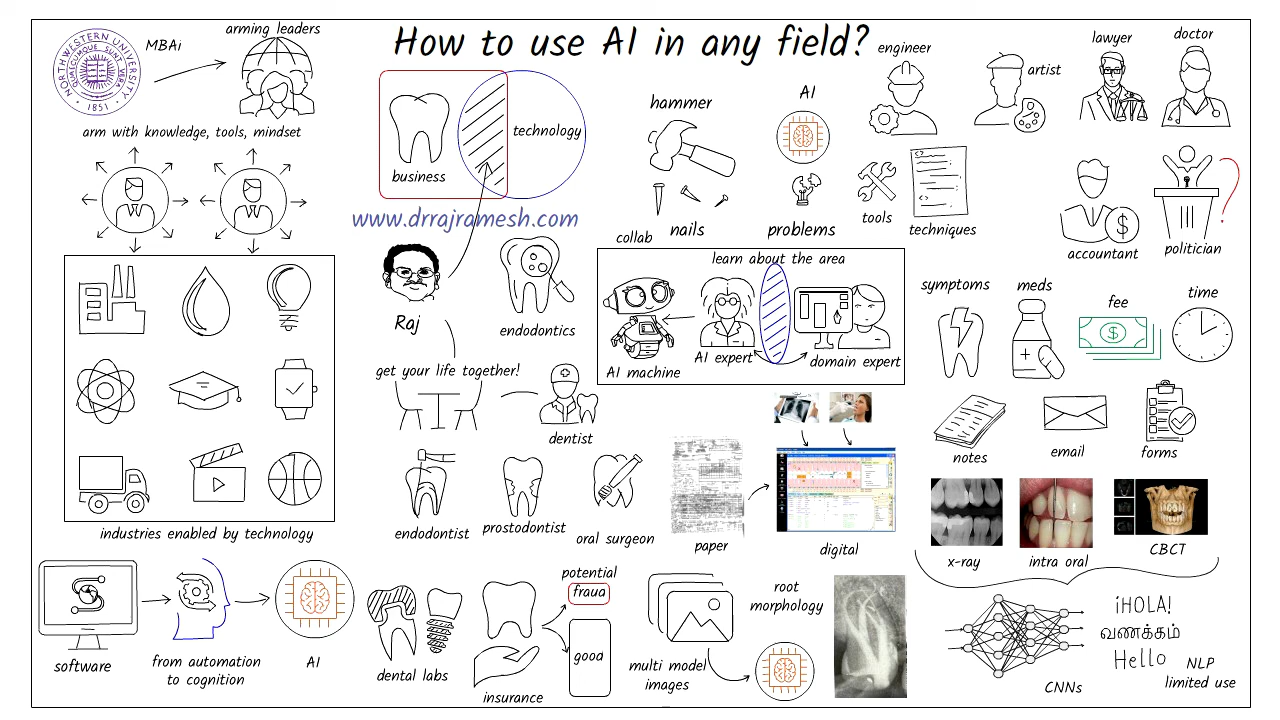 How to use AI in any field?
NORTHWESTERN UNIVERSITY
1851
MBAi
arming leaders
arm with knowledge, tools, mindset
industries enabled by technology
software
from automation
to cognition
AI
business
technology
www.drrajramesh.com
Raj
endodontics
get your life together!
dentist
endodontist
prostodontist
oral surgeon
dental labs
insurance
potential
fraua
good
hammer
nails
AI
problems
collab
learn about the area
AI machine
AI expert
domain expert
paper
digital
multi model
images
root
morphology
engineer
artist
lawyer
doctor
tools
techniques
accountant
politician
symptoms
meds
fee
time
notes
email
forms
x-ray
intra oral
CBCT
CNNs
¡HOLA!
வணக்கம்
Hello
NLP
limited use